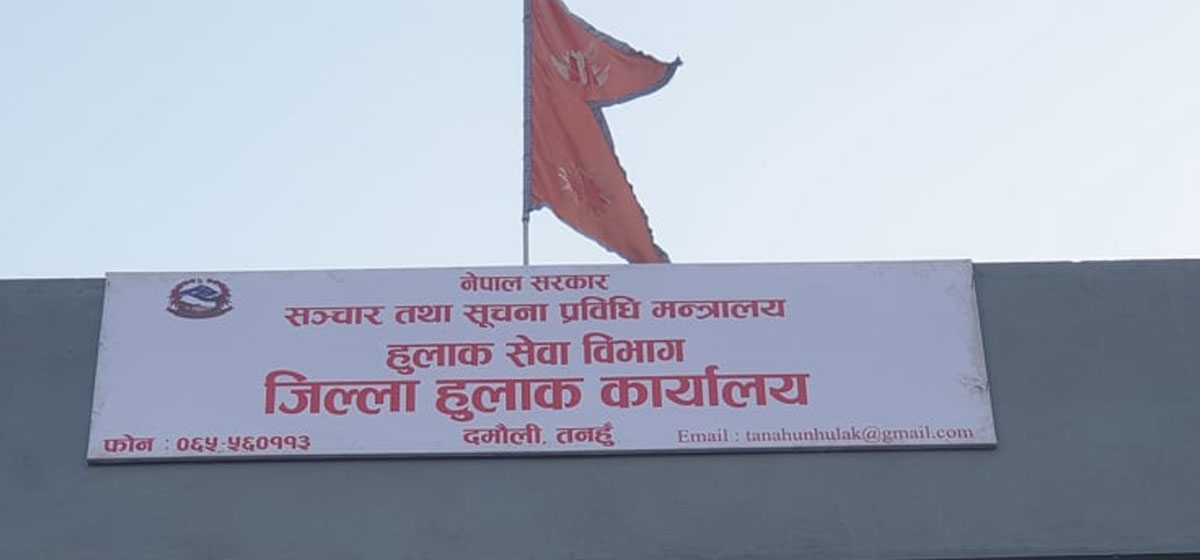 नेपाल सरकार
सञ्चार तथा सूचना प्रविधि मन्त्रालय
हुलाक सेवा विभाग
जिल्ला हुलाक कार्यालय
फोन : ०६५-५६०११३ दमौली, तनहुँ Email : tanahunhulak@gmail.com